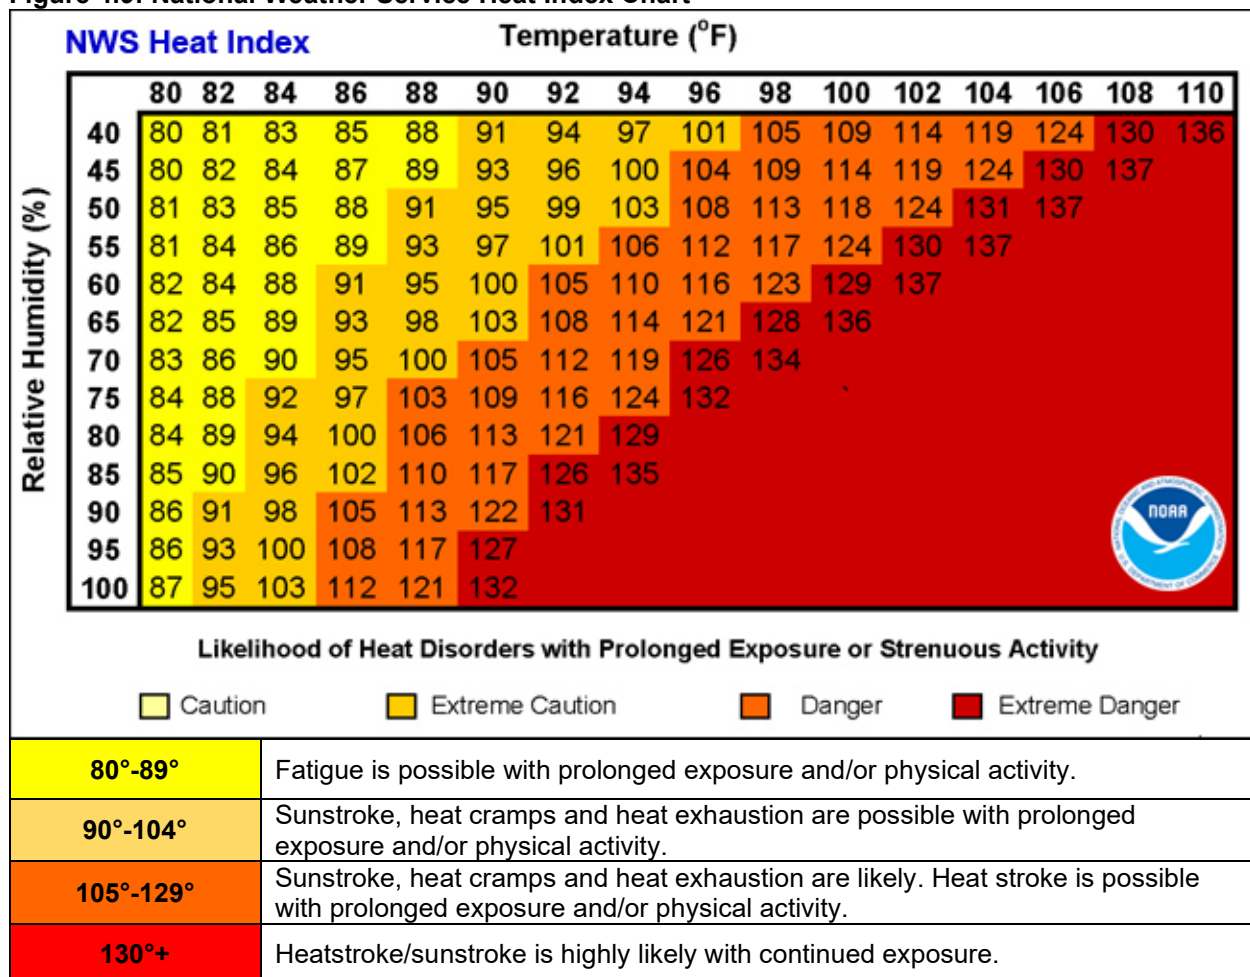 NWS Heat Index
Temperature (°F)
80 82 84 86 88 90 92 94 96 98 100 102 104 106 108 110
Relative Humidity (%)
40 80 81 83 85 88 91 94 97 101 105 109 114 119 124 130 136
45 80 82 84 87 89 93 96 100 104 109 114 119 124 130 137
50 81 83 85 88 91 95 99 103 108 113 118 124 131 137
55 81 84 86 89 93 97 101 106 112 117 124 130 137
60 82 84 88 91 95 100 105 110 116 123 129 137
65 82 85 89 93 98 103 108 114 121 128 136
70 83 86 90 95 100 105 112 119 126 134
75 84 88 92 97 103 109 116 124 132
80 84 89 94 100 106 113 121 129
85 85 90 96 102 110 117 126 135
90 86 91 98 105 113 122 131
95 86 93 100 108 117 127
100 87 95 103 112 121 132
NOAA
Likelihood of Heat Disorders with Prolonged Exposure or Strenuous Activity
Caution Extreme Caution Danger Extreme Danger
80°-89° Fatigue is possible with prolonged exposure and/or physical activity.
90°-104° Sunstroke, heat cramps and heat exhaustion are possible with prolonged
exposure and/or physical activity.
105°-129° Sunstroke, heat cramps and heat exhaustion are likely. Heat stroke is possible
with prolonged exposure and/or physical activity.
130°+ Heatstroke/sunstroke is highly likely with continued exposure.